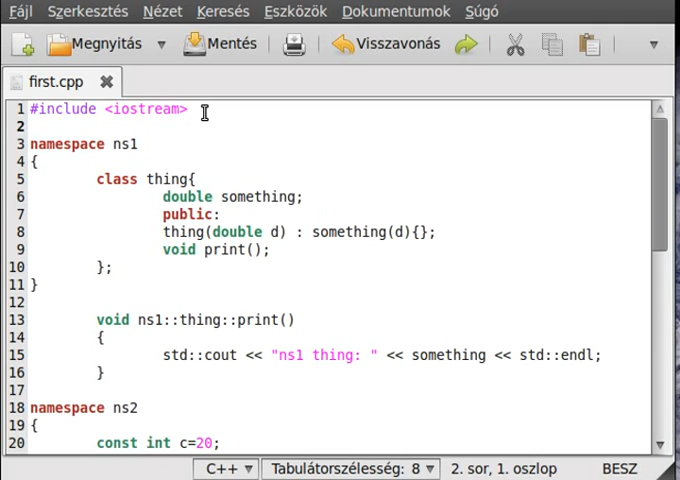 Fájl Szerkesztés Nézet Keresés Eszközök Dokumentumok Súgó
Megnyitás Mentés Visszavonás
first.cpp
1 #include <iostream>
2
3 namespace ns1
4 {
5 class thing{
6 double something;
7 public:
8 thing(double d) : something(d){};
9 void print();
10 };
11 }
12
13 void ns1::thing::print()
14 {
15 std::cout << "ns1 thing: " << something << std::endl;
16 }
17
18 namespace ns2
19 {
20 const int c=20;
C++ Tabulátorszélesség: 8 2. sor, 1. oszlop BESZ